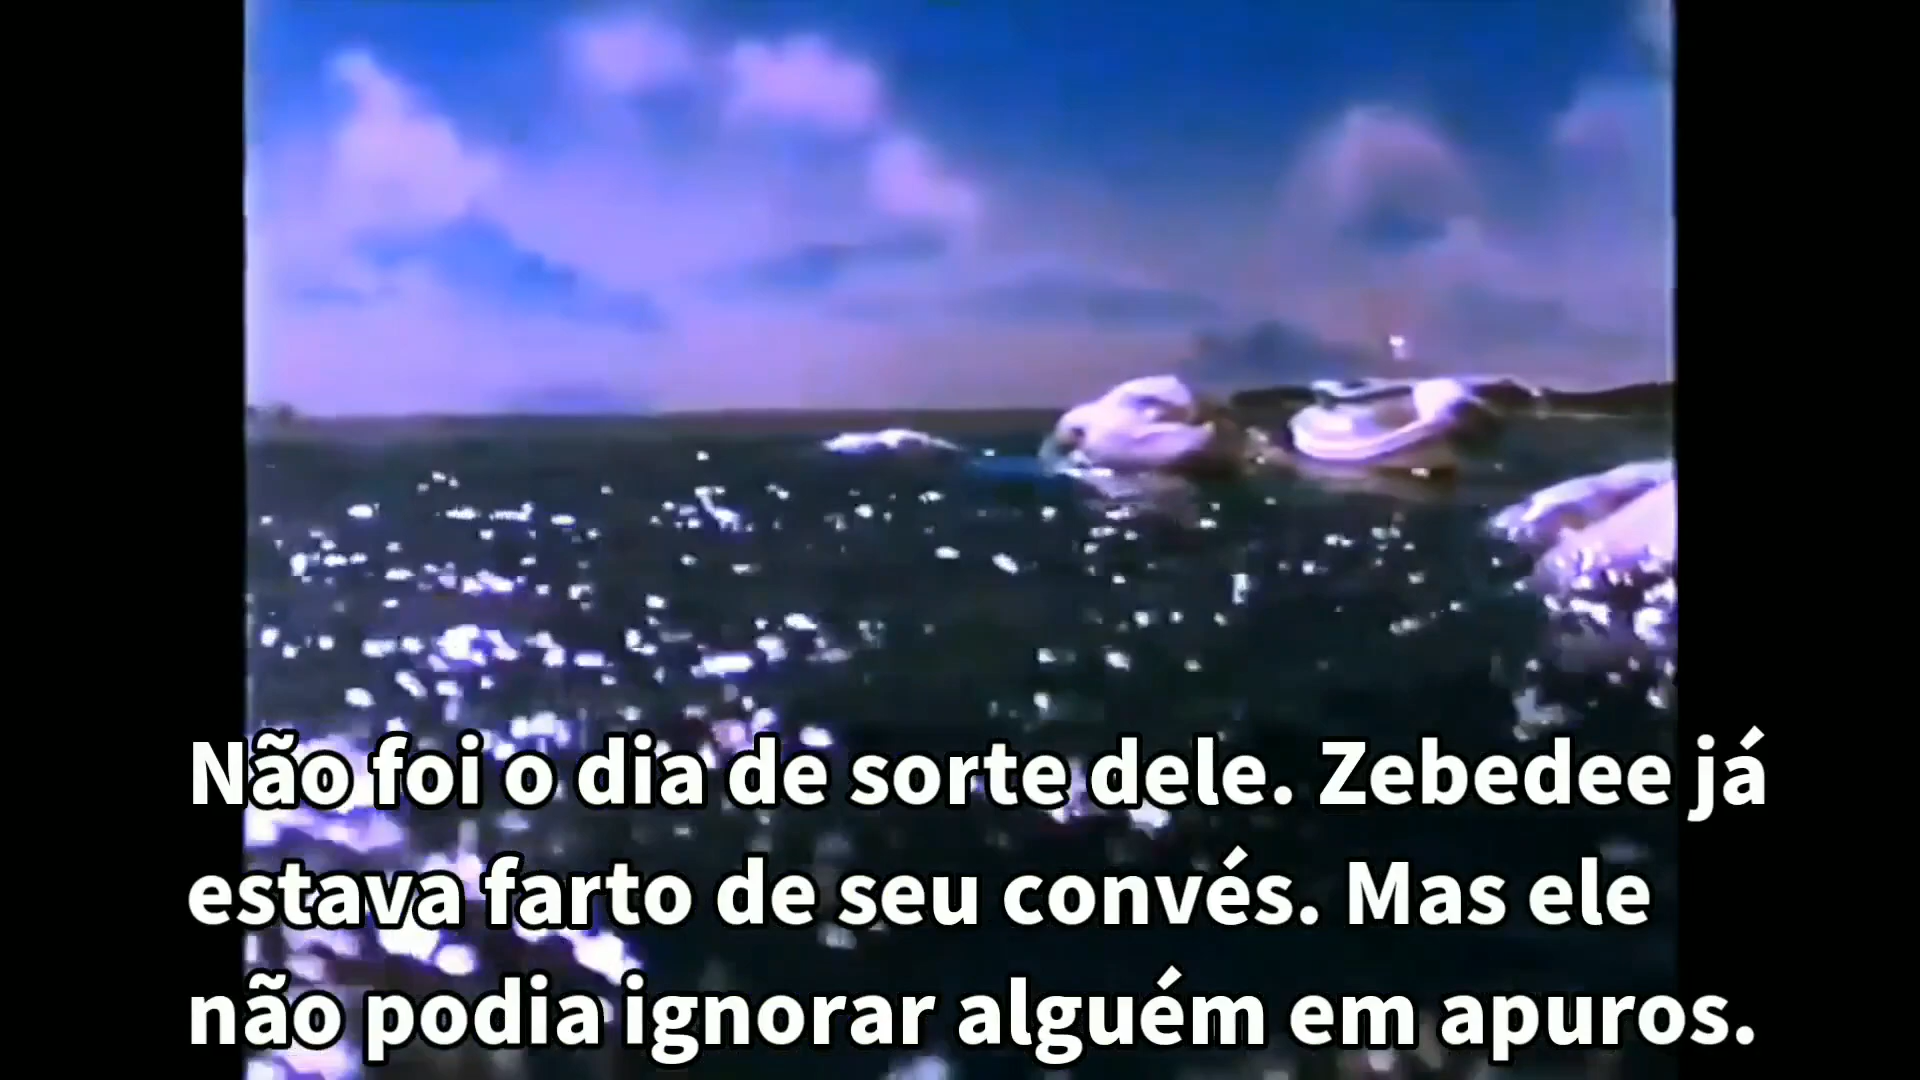 Não foi o dia de sorte dele. Zebedee já
estava farto de seu convés. Mas ele
não podia ignorar alguém em apuros.